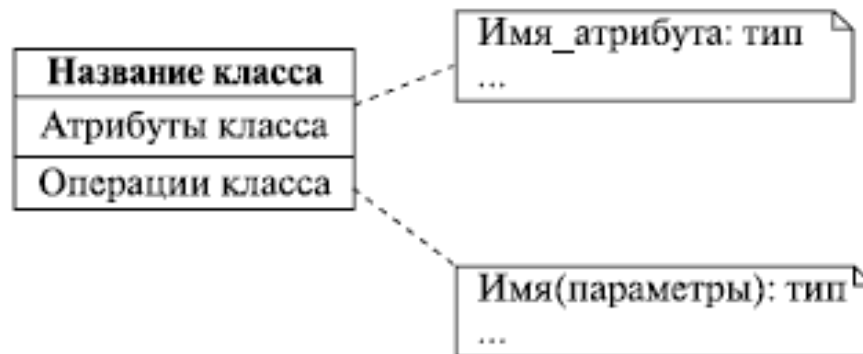 Название класса
Атрибуты класса
Операции класса
Имя_атрибута: тип
...
Имя(параметры): тип
...